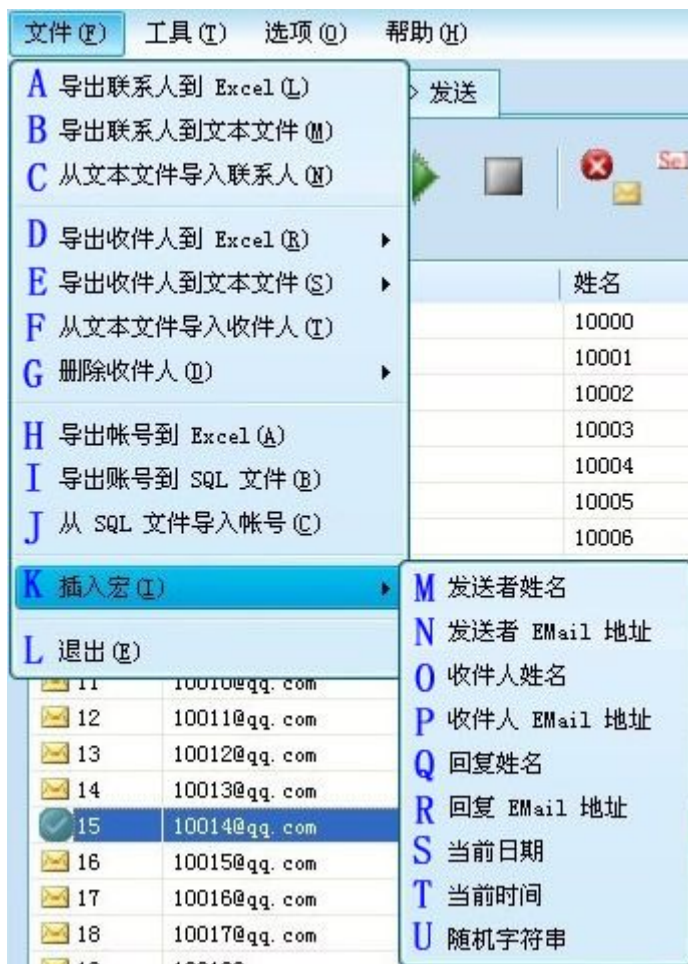 文件(F) 工具(T) 选项(O) 帮助(H)
A 导出联系人到 Excel(L)
发送
B 导出联系人到文本文件(M)
C 从文本文件导入联系人(N)
Sel
D 导出收件人到 Excel(R)
E 导出收件人到文本文件(S)
姓名
F 从文本文件导入收件人(T)
10000
G 删除收件人(D)
10001
10002
H 导出帐号到 Excel(A)
10003
I 导出账号到 SQL 文件(B)
10004
J 从 SQL 文件导入帐号(C)
10005
10006
K 插入宏(I)
L 退出(E)
M 发送者姓名
N 发送者 EMail 地址
O 收件人姓名
P 收件人 EMail 地址
Q 回复姓名
R 回复 EMail 地址
S 当前日期
T 当前时间
U 随机字符串
11 10010@qq.com
12 10011@qq.com
13 10012@qq.com
14 10013@qq.com
15 10014@qq.com
16 10015@qq.com
17 10016@qq.com
18 10017@qq.com